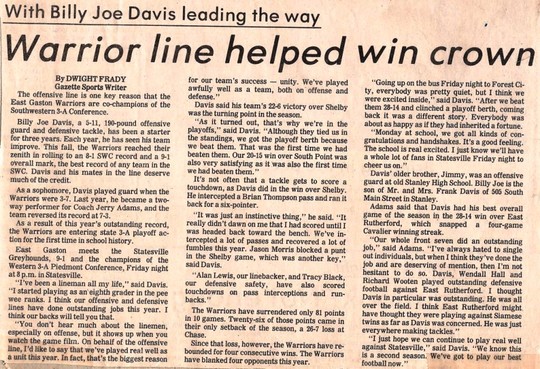 With Billy Joe Davis leading the way
Warrior line helped win crown
By DWIGHT FRADY
Gazette Sports Writer
The offensive line is one key reason that the
East Gaston Warriors are co-champions of the
Southwestern 3-A Conference.
Billy Joe Davis, a 5-11, 190-pound offensive
guard and defensive tackle, has been a starter
for three years. Each year, he has seen his team
improve. This fall, the Warriors reached their
zenith in rolling to an 8-1 SWC record and a 9-1
overall mark, the best record of any team in the
SWC. Davis and his mates in the line deserve
much of the credit.
As a sophomore, Davis played guard when the
Warriors were 3-7. Last year, he became a two-
way performer for Coach Jerry Adams, and the
team reversed its record at 7-3.
As a result of this year's outstanding record,
the Warriors are entering state 3-A playoff ac-
tion for the first time in school history.
East Gaston meets the Statesville
Greyhounds, 9-1 and the champions of the
Western 3-A Piedmont Conference, Friday night
at 8 p.m. in Statesville.
"I've been a lineman all my life," said Davis.
"I started playing as an eighth grader in the pee
wee ranks. I think our offensive and defensive
lines have done outstanding jobs this year. I
think our backs will tell you that.
"You don't hear much about the linemen,
especially on offense, but it shows up when you
watch the game film. On behalf of the offensive
line, I'd like to say that we've played real well as
a unit this year. In fact, that's the biggest reason
for our team's success — unity. We've played
awfully well as a team, both on offense and
defense."
Davis said his team's 22-6 victory over Shelby
was the turning point in the season.
"As it turned out, that's why we're in the
playoffs," said Davis. "Although they tied us in
the standings, we got the playoff berth because
we beat them. That was the first time we had
beat them. Our 20-15 win over South Point was
also very satisfying as it was also the first time
we had beaten them."
It's not often that a tackle gets to score a
touchdown, as Davis did in the win over Shelby.
He intercepted a Brian Thompson pass and ran it
back for a six-pointer.
"It was just an instinctive thing," he said. "It
really didn't dawn on me that I had scored until I
was headed back toward the bench. We've in-
tercepted a lot of passes and recovered a lot of
fumbles this year. Jason Morris blocked a punt
in the Shelby game, which was another key,"
said Davis.
"Alan Lewis, our linebacker, and Tracy Black,
our defensive safety, have also scored
touchdowns on pass interceptions and run-
backs."
The Warriors have surrendered only 81 points
in 10 games. Twenty-six of those points came in
their only setback of the season, a 26-7 loss at
Chase.
Since that loss, however, the Warriors have re-
bounded for four consecutive wins. The Warriors
have blanked four opponents this year.
"Going up on the bus Friday night to Forest Ci-
ty, everybody was pretty quiet, but I think we
were excited inside," said Davis. "After we beat
them 28-14 and clinched a playoff berth, coming
back it was a different story. Everybody was
about as happy as if they had inherited a fortune.
"Monday at school, we got all kinds of con-
gratulations and handshakes. It's a good feeling.
The school is real excited. I just know we'll have
a whole lot of fans in Statesville Friday night to
cheer us on."
Davis' older brother, Jimmy, was an offensive
guard at old Stanley High School. Billy Joe is the
son of Mr. and Mrs. Frank Davis of 506 South
Main Street in Stanley.
Adams said that Davis had his best overall
game of the season in the 28-14 win over East
Rutherford, which snapped a four-game
Cavalier winning streak.
"Our whole front seven did an outstanding
job," said Adams. "I've always hated to single
out individuals, but when I think they've done the
job and are deserving of mention, then I'm not
hesitant to do so. Davis, Wendall Hall and
Richard Wooten played outstanding defensive
football against East Rutherford. I thought
Davis in particular was outstanding. He was all
over the field. I think East Rutherford might
have thought they were playing against Siamese
twins as far as Davis was concerned. He was just
everywhere making tackles."
"I just hope we can continue to play real well
against Statesville," said Davis. "We know this
is a second season. We've got to play our best
football now."